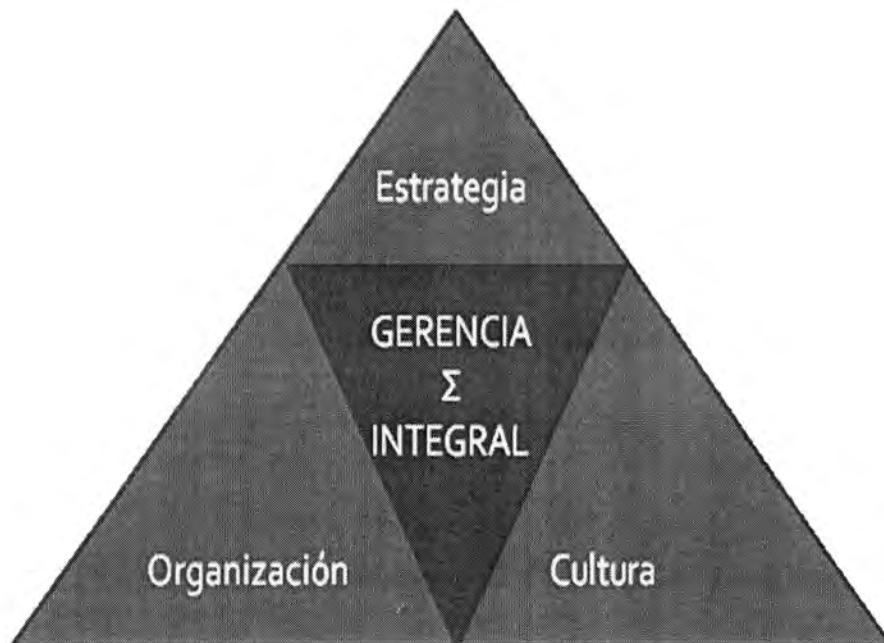 Estrategia
GERENCIA
Σ
INTEGRAL
Organización
Cultura